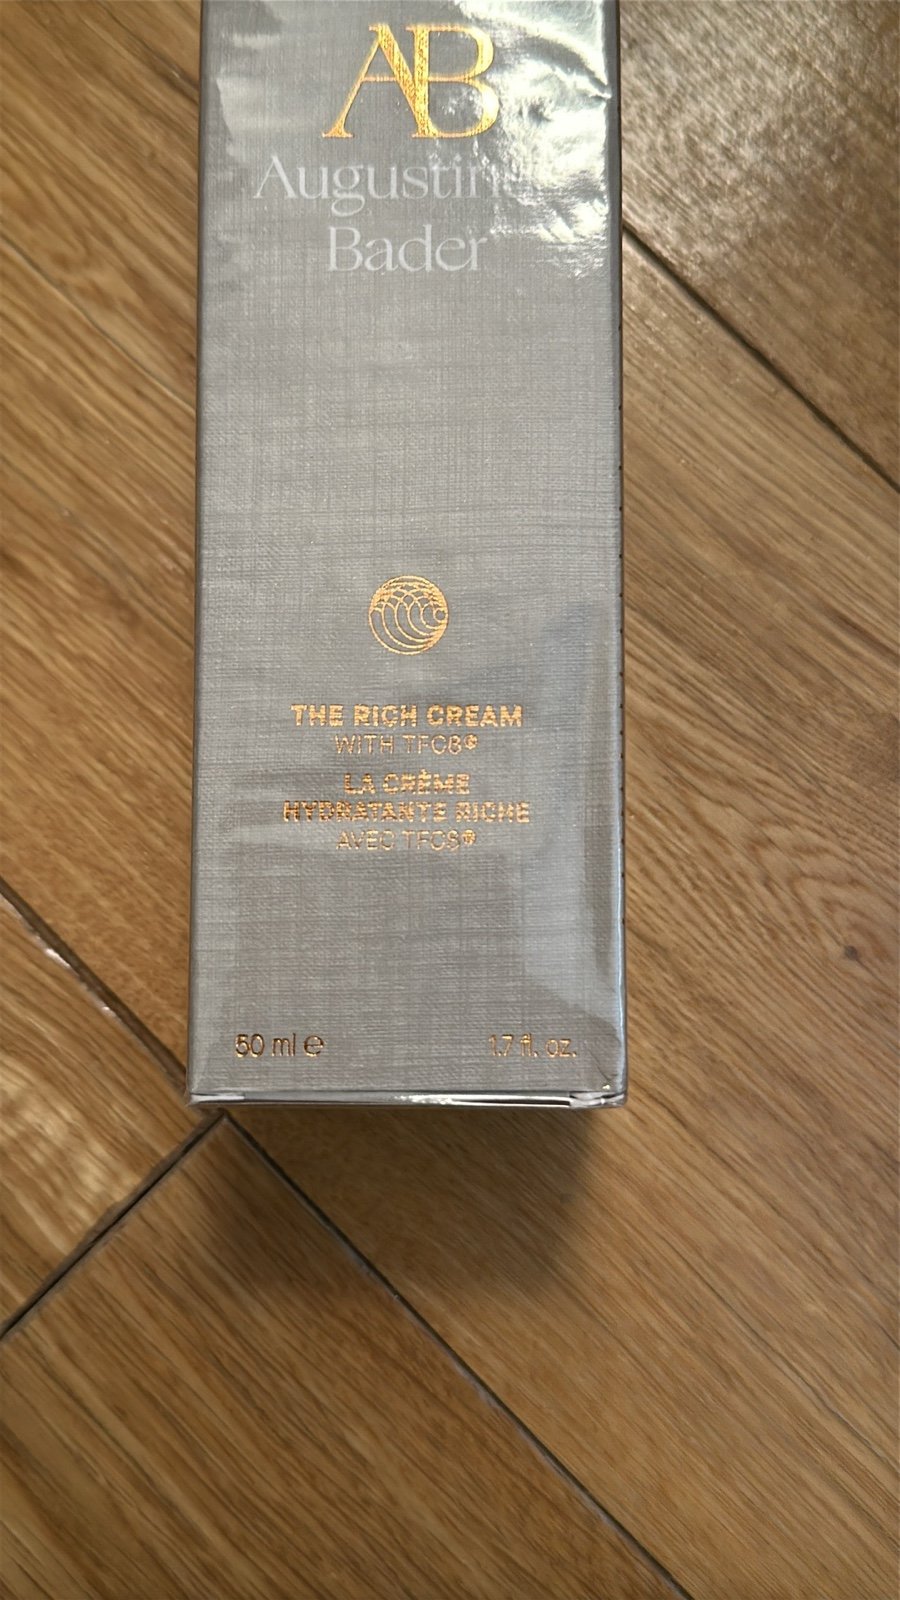 AB
Augustinus
Bader
THE RICH CREAM
WITH TFC8®
LA CRÈME
HYDRATANTE RICHE
AVEC TFC8®
50 ml ℮
1.7 fl. oz.